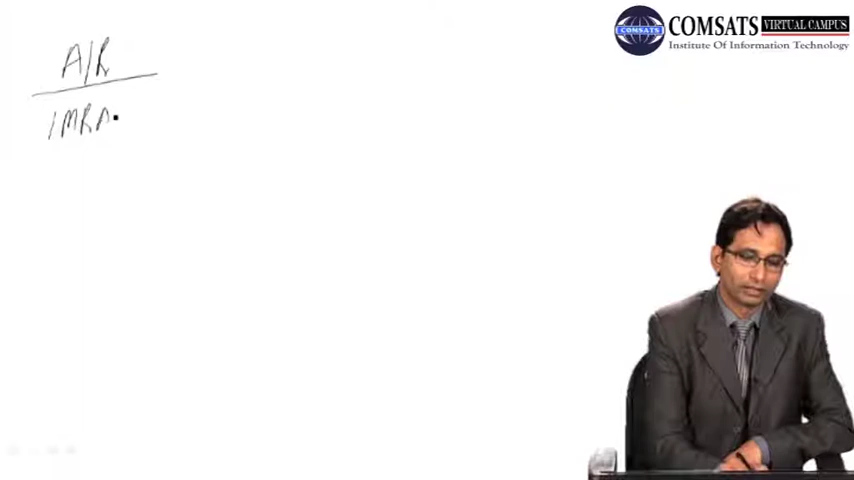 COMSATS VIRTUAL CAMPUS
Institute Of Information Technology
COMSATS
A/R
IMRA